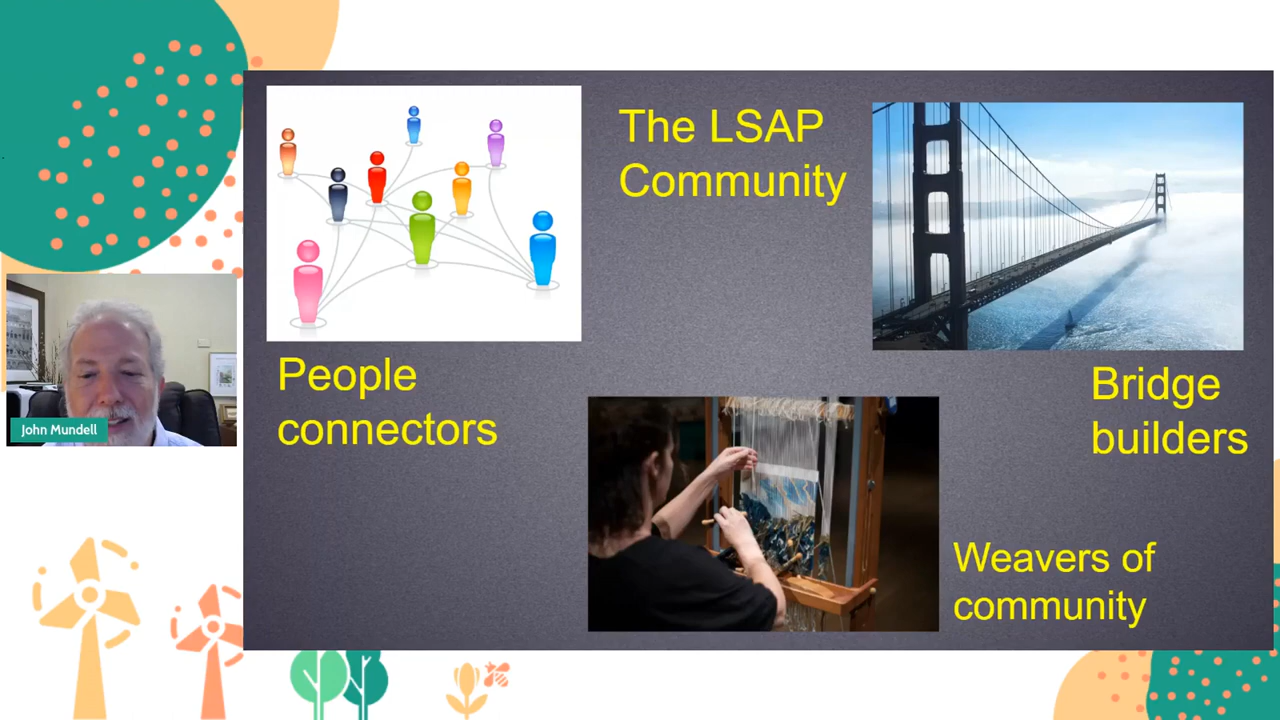 The LSAP
Community
People
connectors
Bridge
builders
Weavers of
community
John Mundell